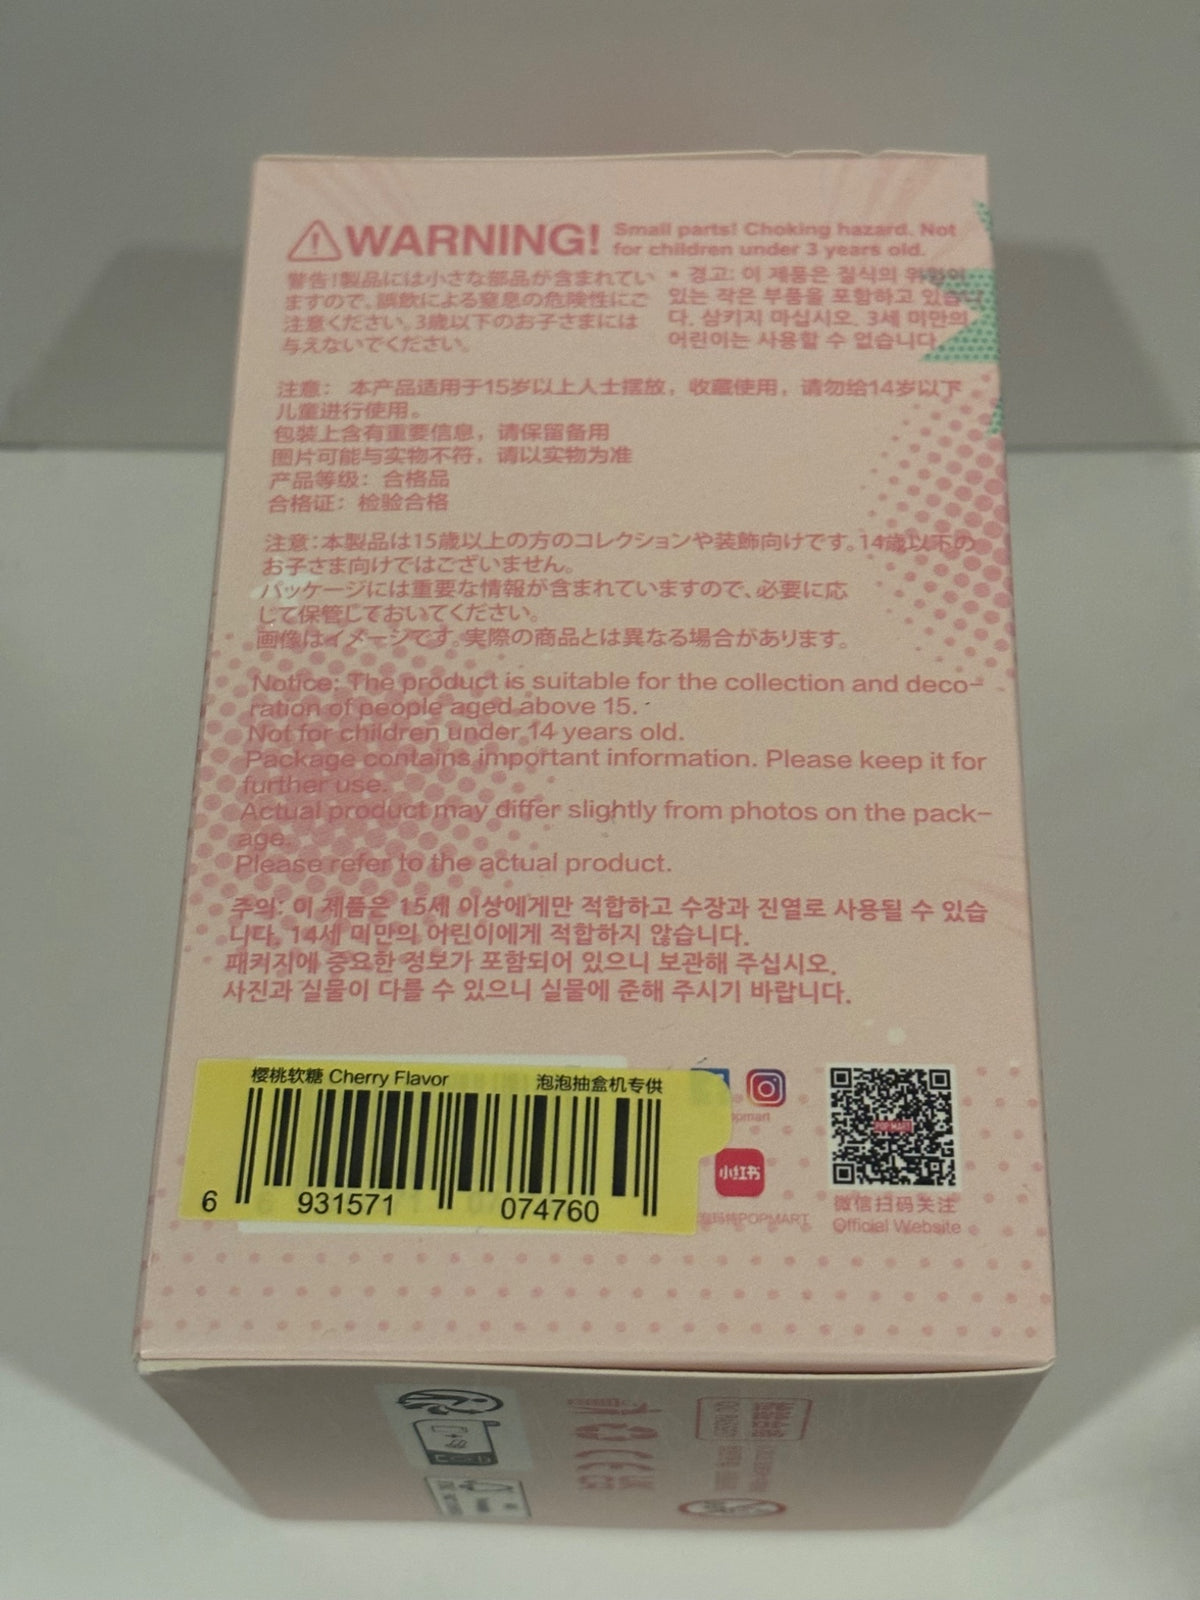 WARNING!
Small parts! Choking hazard. Not
for children under 3 years old.
警告!製品には小さな部品が含まれてい
ますので、誤飲による窒息の危険性にご
注意ください。3歳以下のお子さまには
与えないでください。
* 경고: 이 제품은 질식의 위험이
있는 작은 부품을 포함하고 있습니
다. 삼키지 마십시오. 3세 미만의
어린이는 사용할 수 없습니다.
注意： 本产品适用于15岁以上人士摆放，收藏使用，请勿给14岁以下
儿童进行使用。
包装上含有重要信息，请保留备用
图片可能与实物不符，请以实物为准
产品等级：合格品
合格证：检验合格
注意：本製品は15歳以上の方のコレクションや装飾向けです。14歳以下の
お子さま向けではございません。
パッケージには重要な情報が含まれていますので、必要に応
じて保管しておいてください。
画像はイメージです。実際の商品とは異なる場合があります。
Notice: The product is suitable for the collection and deco-
ration of people aged above 15.
Not for children under 14 years old.
Package contains important information. Please keep it for
further use.
Actual product may differ slightly from photos on the pack-
age.
Please refer to the actual product.
주의: 이 제품은 15세 이상에게만 적합하고 수장과 진열로 사용될 수 있습
니다. 14세 미만의 어린이에게 적합하지 않습니다.
패커지에 중요한 정보가 포함되어 있으니 보관해 주십시오.
사진과 실물이 다를 수 있으니 실물에 준해 주시기 바랍니다.
樱桃软糖 Cherry Flavor 泡泡抽盒机专供
6 931571 074760
popmart
小红书
泡玛特POPMART
POP MART
微信扫码关注
Official Website